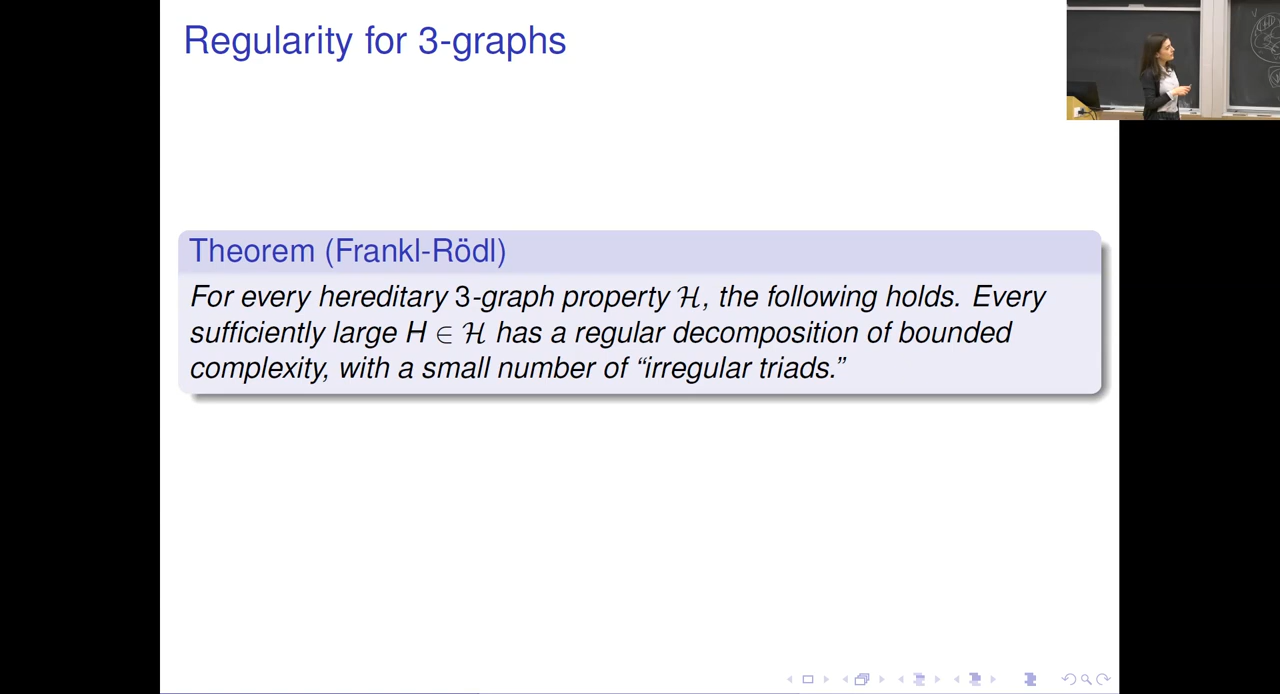 Regularity for 3-graphs
Theorem (Frankl-Rödl)
For every hereditary 3-graph property ℋ, the following holds. Every
sufficiently large H ∈ ℋ has a regular decomposition of bounded
complexity, with a small number of “irregular triads.”